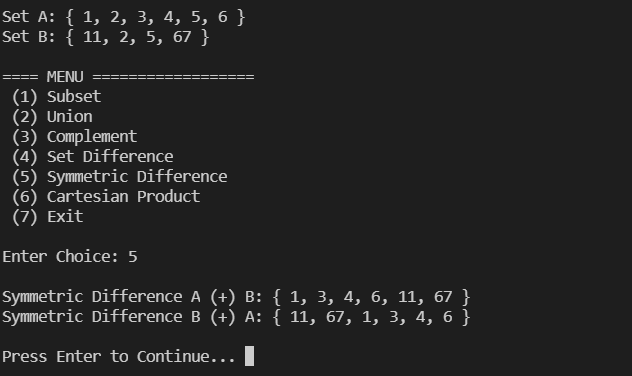 Set A: { 1, 2, 3, 4, 5, 6 }
Set B: { 11, 2, 5, 67 }
==== MENU ==================
(1) Subset
(2) Union
(3) Complement
(4) Set Difference
(5) Symmetric Difference
(6) Cartesian Product
(7) Exit
Enter Choice: 5
Symmetric Difference A (+) B: { 1, 3, 4, 6, 11, 67 }
Symmetric Difference B (+) A: { 11, 67, 1, 3, 4, 6 }
Press Enter to Continue...